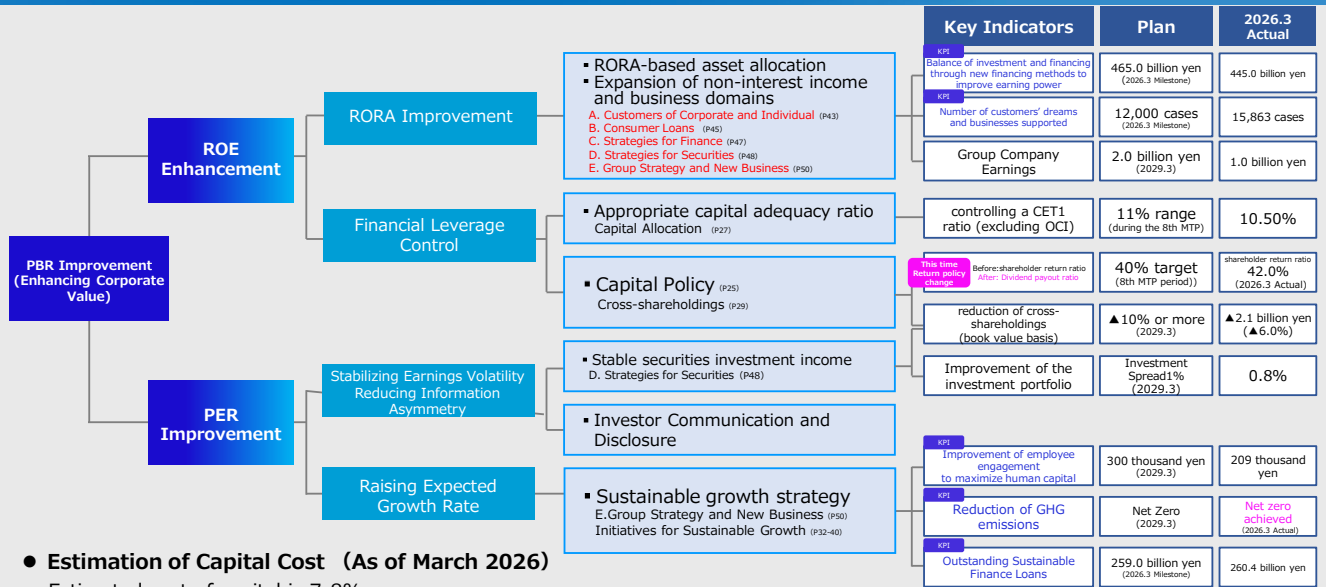 Key Indicators
Plan
2026.3
Actual
PBR Improvement
(Enhancing Corporate
Value)
ROE
Enhancement
PER
Improvement
RORA Improvement
Financial Leverage
Control
Stabilizing Earnings Volatility
Reducing Information
Asymmetry
Raising Expected
Growth Rate
▪ RORA-based asset allocation
▪ Expansion of non-interest income
and business domains
A. Customers of Corporate and Individual (P43)
B. Consumer Loans (P45)
C. Strategies for Finance (P47)
D. Strategies for Securities (P48)
E. Group Strategy and New Business (P50)
▪ Appropriate capital adequacy ratio
Capital Allocation (P27)
▪ Capital Policy (P25)
Cross-shareholdings (P29)
▪ Stable securities investment income
D. Strategies for Securities (P48)
▪ Investor Communication and
Disclosure
▪ Sustainable growth strategy
E.Group Strategy and New Business (P50)
Initiatives for Sustainable Growth (P32-40)
KPI
Balance of investment and financing
through new financing methods to
improve earning power
465.0 billion yen
(2026.3 Milestone)
445.0 billion yen
KPI
Number of customers' dreams
and businesses supported
12,000 cases
(2026.3 Milestone)
15,863 cases
Group Company
Earnings
2.0 billion yen
(2029.3)
1.0 billion yen
controlling a CET1
ratio (excluding OCI)
11% range
(during the 8th MTP)
10.50%
This time
Return policy
change
Before:shareholder return ratio
After: Dividend payout ratio
40% target
(8th MTP period))
shareholder return ratio
42.0%
(2026.3 Actual)
reduction of cross-
shareholdings
(book value basis)
▲10% or more
(2029.3)
▲2.1 billion yen
(▲6.0%)
Improvement of the
investment portfolio
Investment
Spread1%
(2029.3)
0.8%
KPI
Improvement of employee
engagement
to maximize human capital
300 thousand yen
(2029.3)
209 thousand
yen
KPI
Reduction of GHG
emissions
Net Zero
(2029.3)
Net zero
achieved
(2026.3 Actual)
KPI
Outstanding Sustainable
Finance Loans
259.0 billion yen
(2026.3 Milestone)
260.4 billion yen
● Estimation of Capital Cost （As of March 2026）